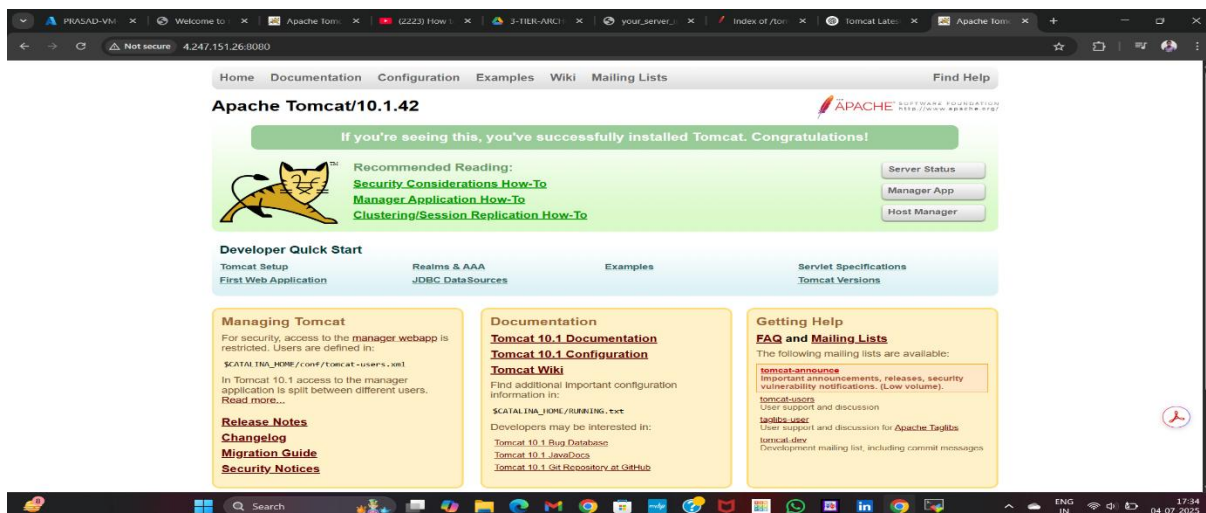 PRASAD-VM
Welcome to
Apache Tom
(2223) How t
3-TIER-ARCH
your_server_i
Index of /tom
Tomcat Lates
Apache Tom
Not secure 4.247.151.26:8080
Home Documentation Configuration Examples Wiki Mailing Lists Find Help
Apache Tomcat/10.1.42
APACHE SOFTWARE FOUNDATION
http://www.apache.org/
If you're seeing this, you've successfully installed Tomcat. Congratulations!
TM
Recommended Reading:
Security Considerations How-To
Manager Application How-To
Clustering/Session Replication How-To
Server Status
Manager App
Host Manager
Developer Quick Start
Tomcat Setup
First Web Application
Realms & AAA
JDBC DataSources
Examples
Servlet Specifications
Tomcat Versions
Managing Tomcat
For security, access to the manager webapp is
restricted. Users are defined in:
$CATALINA_HOME/conf/tomcat-users.xml
In Tomcat 10.1 access to the manager
application is split between different users.
Read more...
Release Notes
Changelog
Migration Guide
Security Notices
Documentation
Tomcat 10.1 Documentation
Tomcat 10.1 Configuration
Tomcat Wiki
Find additional important configuration
information in:
$CATALINA_HOME/RUNNING.txt
Developers may be interested in:
Tomcat 10.1 Bug Database
Tomcat 10.1 JavaDocs
Tomcat 10.1 Git Repository at GitHub
Getting Help
FAQ and Mailing Lists
The following mailing lists are available:
tomcat-announce
Important announcements, releases, security
vulnerability notifications. (Low volume).
tomcat-users
User support and discussion
taglibs-user
User support and discussion for Apache Taglibs
tomcat-dev
Development mailing list, including commit messages
Search
ENG
IN
17:34
04-07-2025